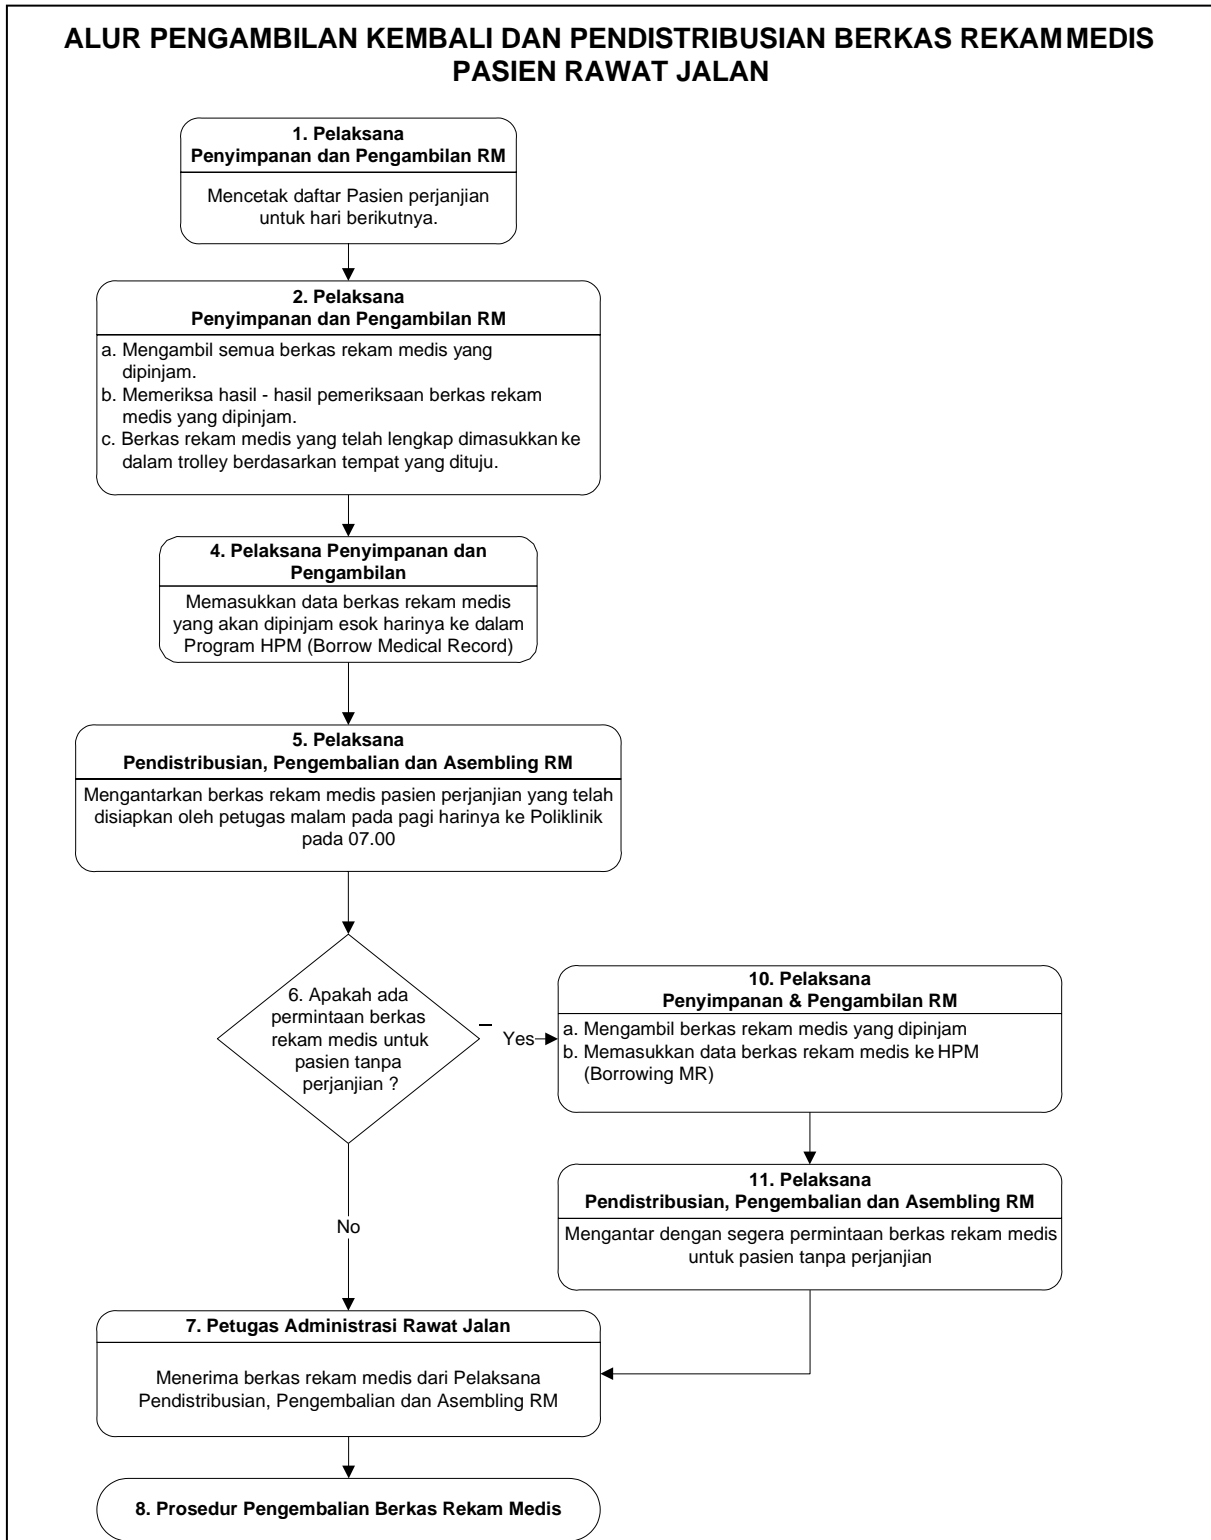 ALUR PENGAMBILAN KEMBALI DAN PENDISTRIBUSIAN BERKAS REKAM MEDIS
PASIEN RAWAT JALAN
1. Pelaksana
Penyimpanan dan Pengambilan RM
Mencetak daftar Pasien perjanjian
untuk hari berikutnya.
2. Pelaksana
Penyimpanan dan Pengambilan RM
a. Mengambil semua berkas rekam medis yang
dipinjam.
b. Memeriksa hasil - hasil pemeriksaan berkas rekam
medis yang dipinjam.
c. Berkas rekam medis yang telah lengkap dimasukkan ke
dalam trolley berdasarkan tempat yang dituju.
4. Pelaksana Penyimpanan dan
Pengambilan
Memasukkan data berkas rekam medis
yang akan dipinjam esok harinya ke dalam
Program HPM (Borrow Medical Record)
5. Pelaksana
Pendistribusian, Pengembalian dan Asembling RM
Mengantarkan berkas rekam medis pasien perjanjian yang telah
disiapkan oleh petugas malam pada pagi harinya ke Poliklinik
pada 07.00
6. Apakah ada
permintaan berkas
rekam medis untuk
pasien tanpa
perjanjian ?
Yes
10. Pelaksana
Penyimpanan & Pengambilan RM
a. Mengambil berkas rekam medis yang dipinjam
b. Memasukkan data berkas rekam medis ke HPM
(Borrowing MR)
11. Pelaksana
Pendistribusian, Pengembalian dan Asembling RM
Mengantar dengan segera permintaan berkas rekam medis
untuk pasien tanpa perjanjian
No
7. Petugas Administrasi Rawat Jalan
Menerima berkas rekam medis dari Pelaksana
Pendistribusian, Pengembalian dan Asembling RM
8. Prosedur Pengembalian Berkas Rekam Medis